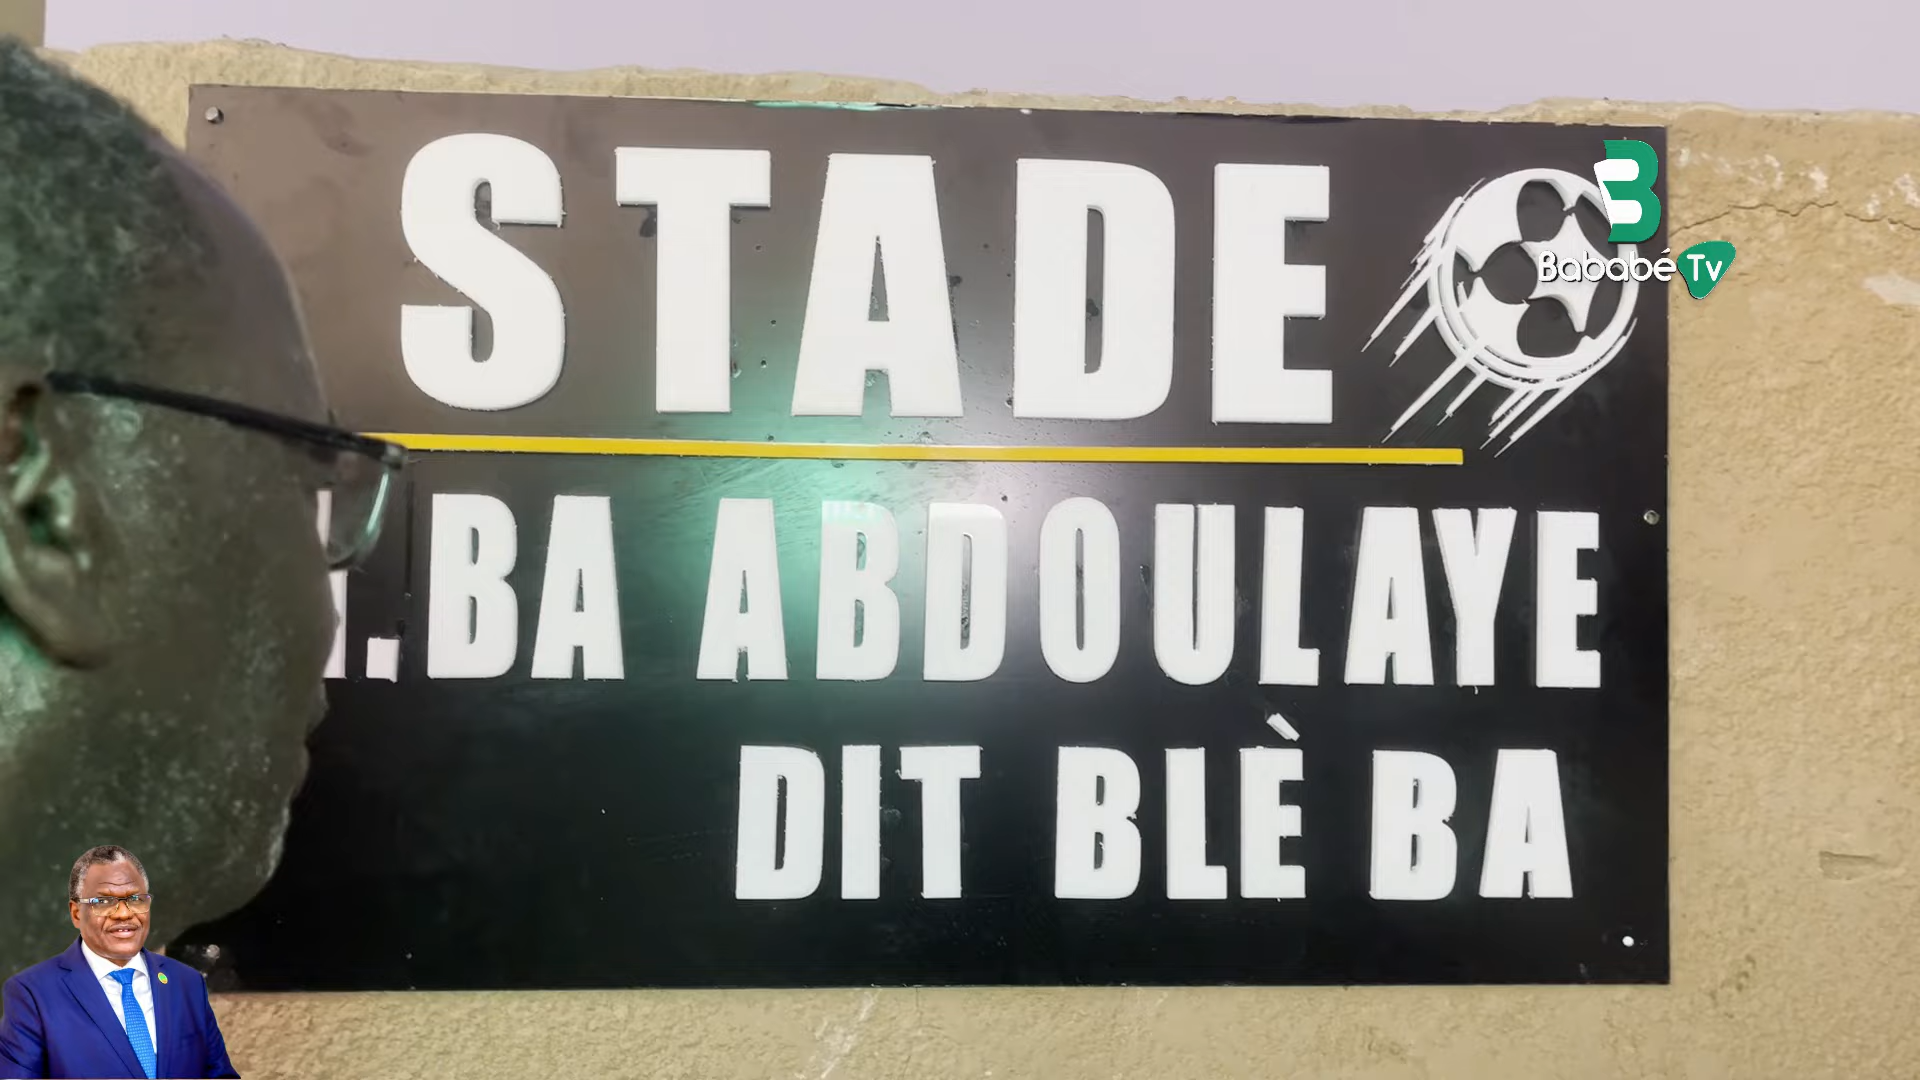 STADE
.BA ABDOULAYE
DIT BLÈ BA
B
Bababé Tv